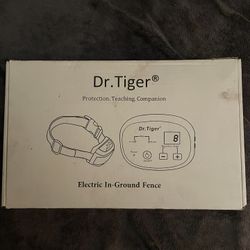 Dr.Tiger®
Protection, Teaching, Companion
Dr.Tiger
8
Electric In-Ground Fence